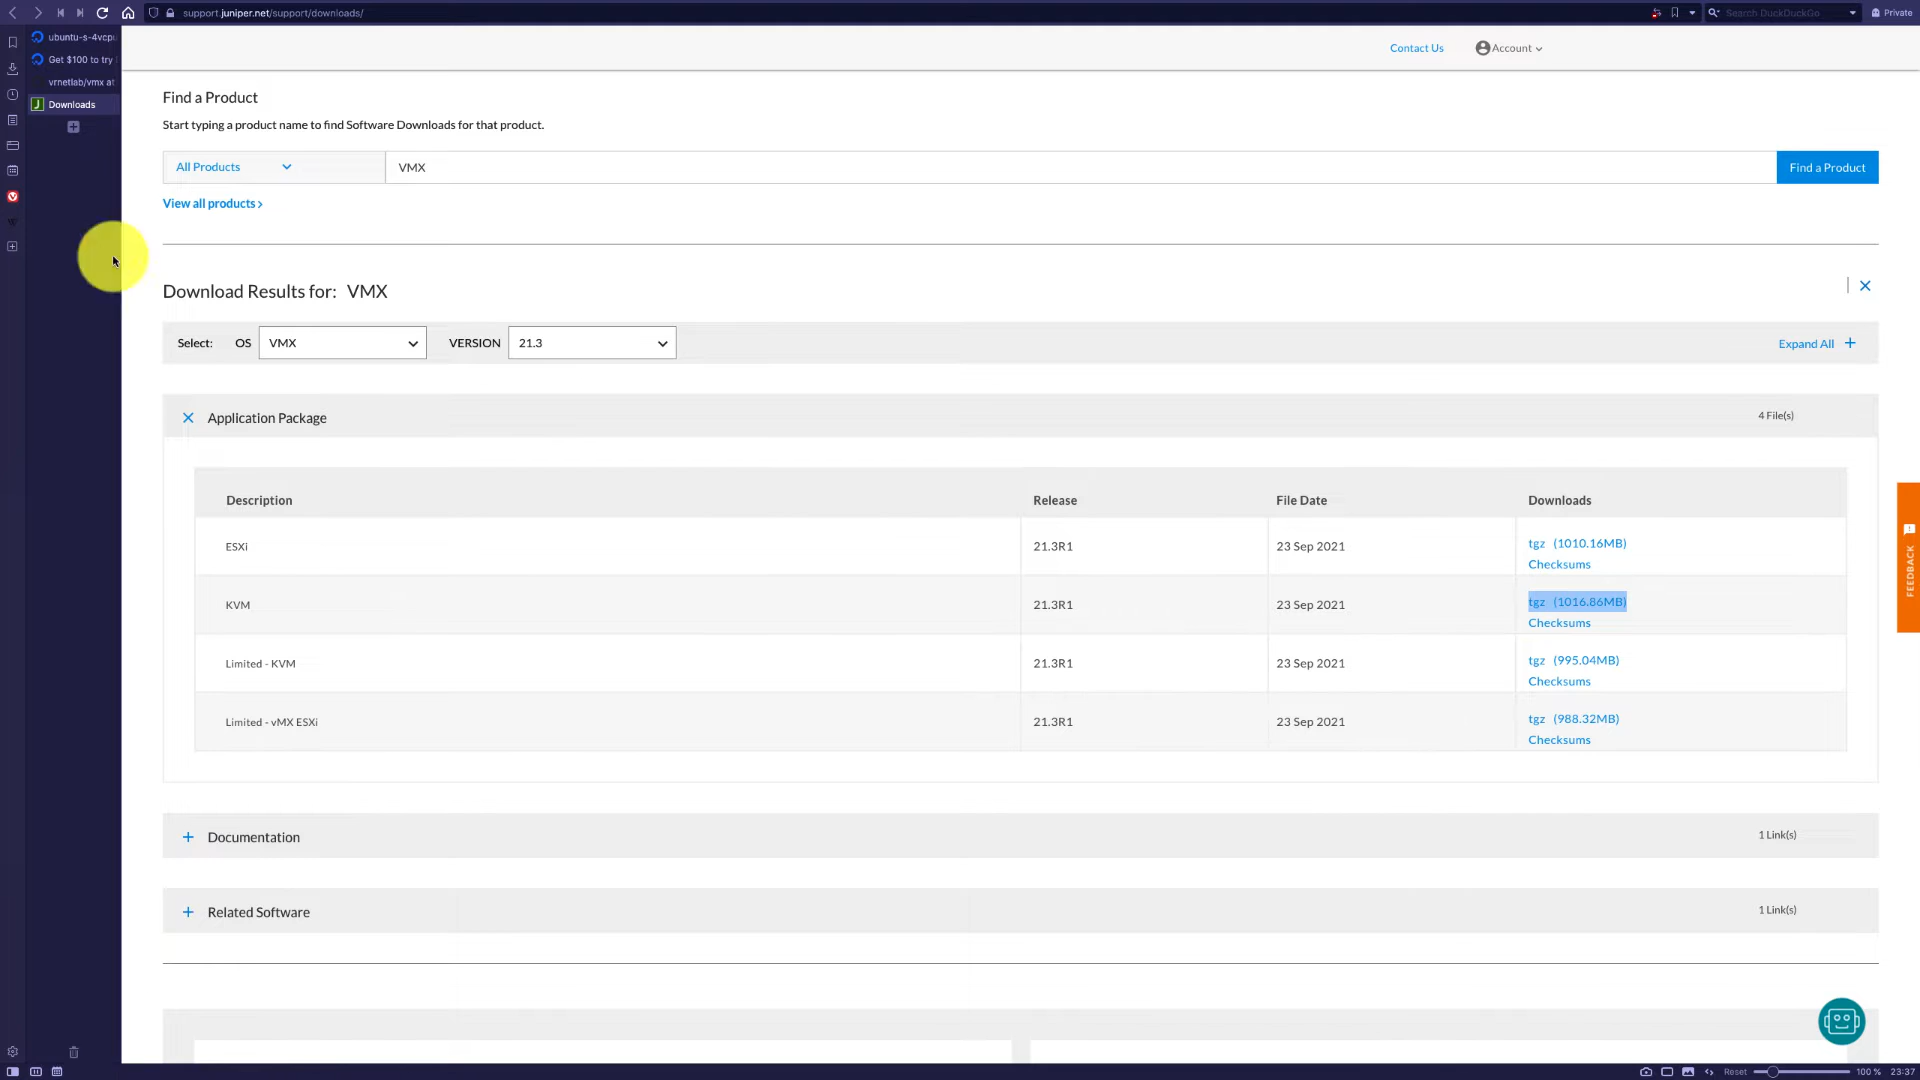 support.juniper.net/support/downloads/
Search DuckDuckGo
Private
ubuntu-s-4vcpu
Get $100 to try
vrnetlab/vmx at
Downloads
Contact Us
Account
Find a Product
Start typing a product name to find Software Downloads for that product.
All Products
VMX
Find a Product
View all products >
Download Results for: VMX
Select: OS VMX VERSION 21.3
Expand All +
Application Package
4 File(s)
Description Release File Date Downloads
ESXi 21.3R1 23 Sep 2021 tgz (1010.16MB)
Checksums
KVM 21.3R1 23 Sep 2021 tgz (1016.86MB)
Checksums
Limited - KVM 21.3R1 23 Sep 2021 tgz (995.04MB)
Checksums
Limited - vMX ESXi 21.3R1 23 Sep 2021 tgz (988.32MB)
Checksums
FEEDBACK
+ Documentation
1 Link(s)
+ Related Software
1 Link(s)
Reset
100 %
23:37